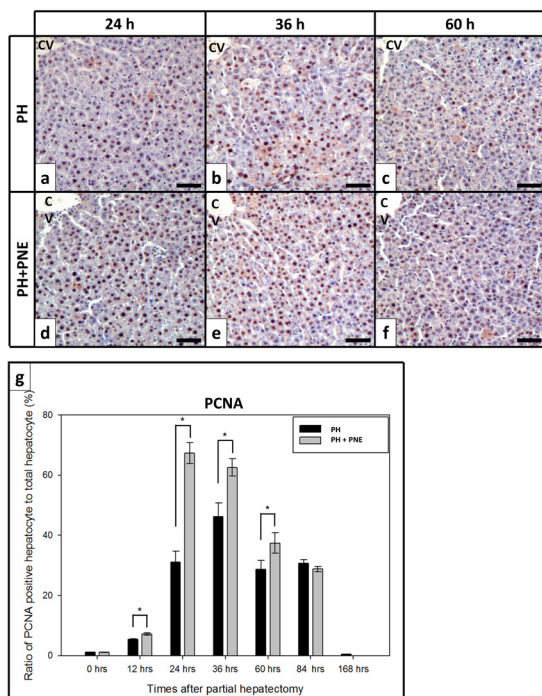 24 h 36 h 60 h
PH
CV CV CV
a b c
PH+PNE
C C C
V V V
d e f
g
PCNA
PH
PH + PNE
Ratio of PCNA positive hepatocyte to total hepatocyte (%)
80
60
40
20
0
* * * *
0 hrs 12 hrs 24 hrs 36 hrs 60 hrs 84 hrs 168 hrs
Times after partial hepatectomy